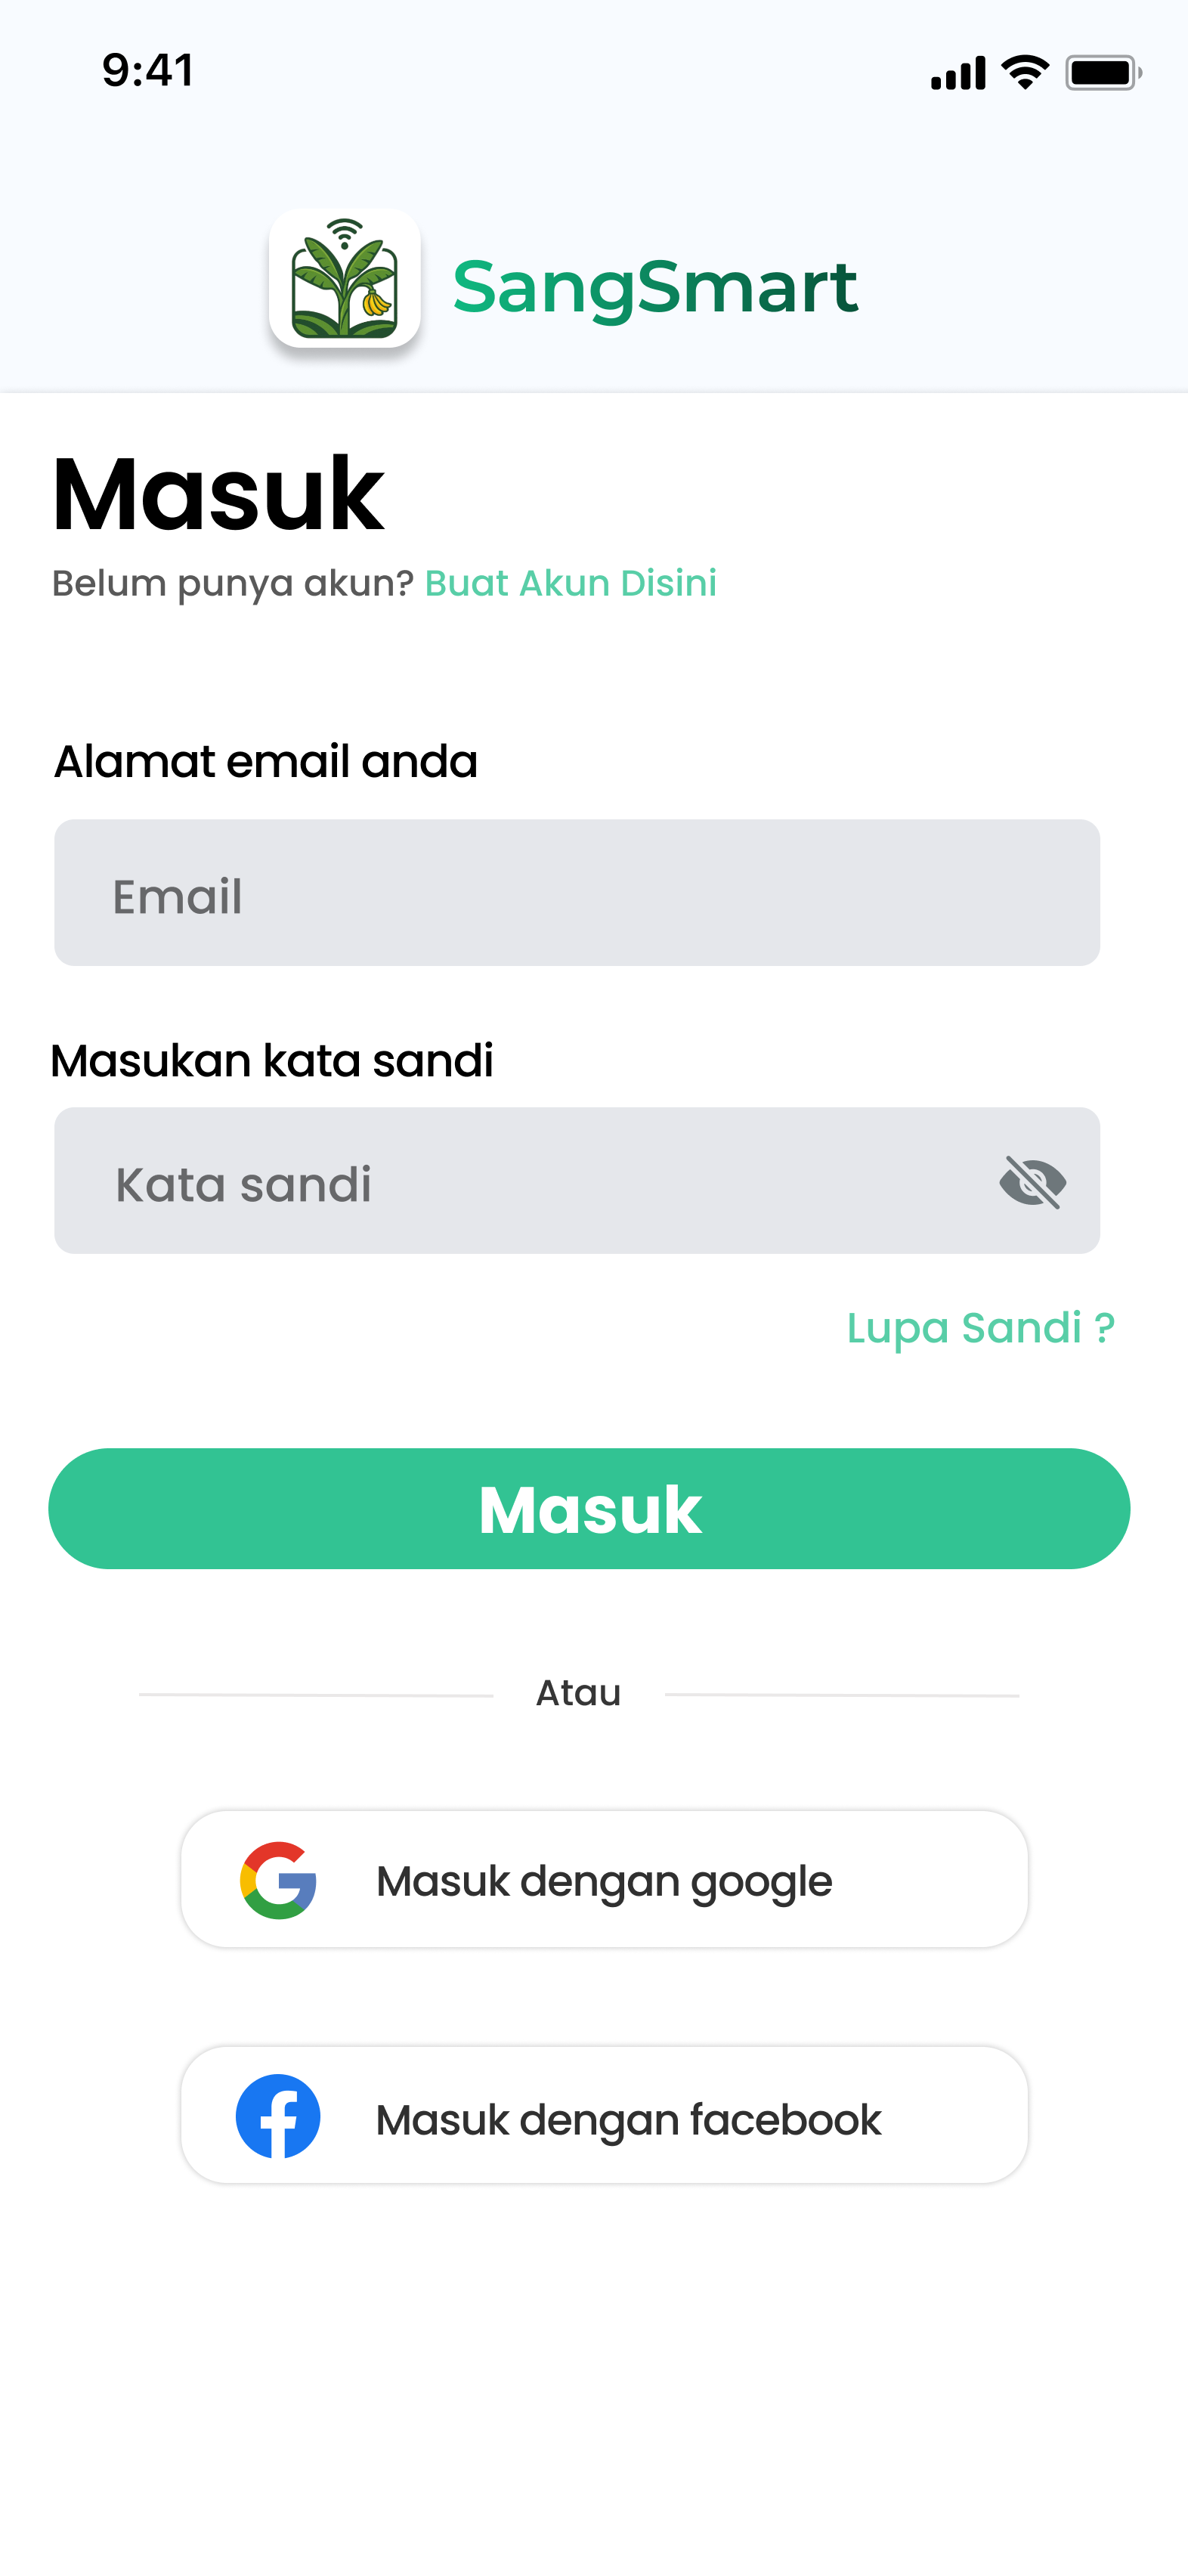 9:41
SangSmart
Masuk
Belum punya akun? Buat Akun Disini
Alamat email anda
Email
Masukan kata sandi
Kata sandi
Lupa Sandi ?
Masuk
Atau
Masuk dengan google
Masuk dengan facebook